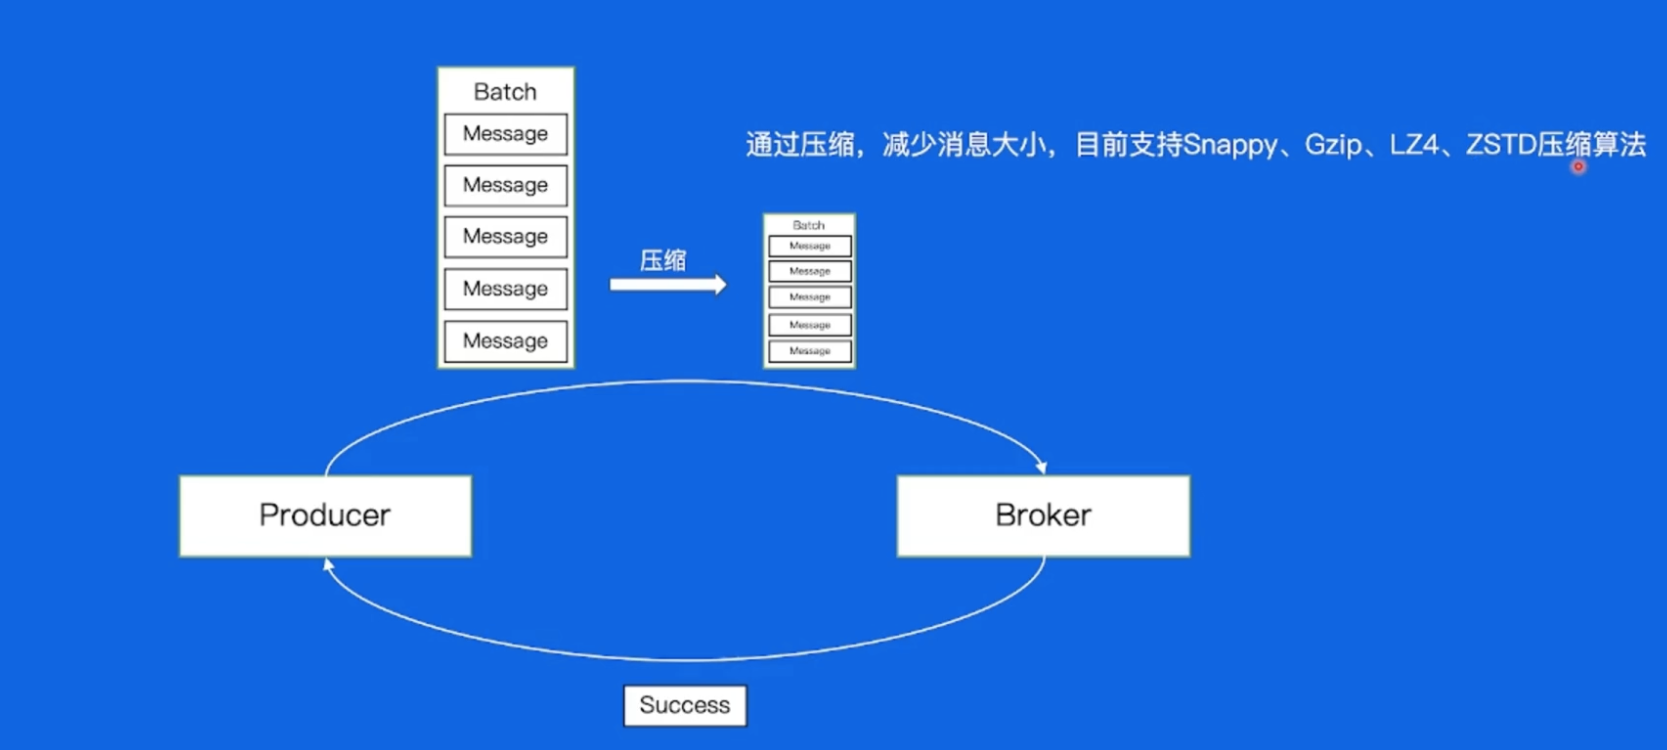 Batch
Message
Message
Message
Message
Message
通过压缩，减少消息大小，目前支持Snappy、Gzip、LZ4、ZSTD压缩算法
压缩
Batch
Message
Message
Message
Message
Message
Producer
Broker
Success